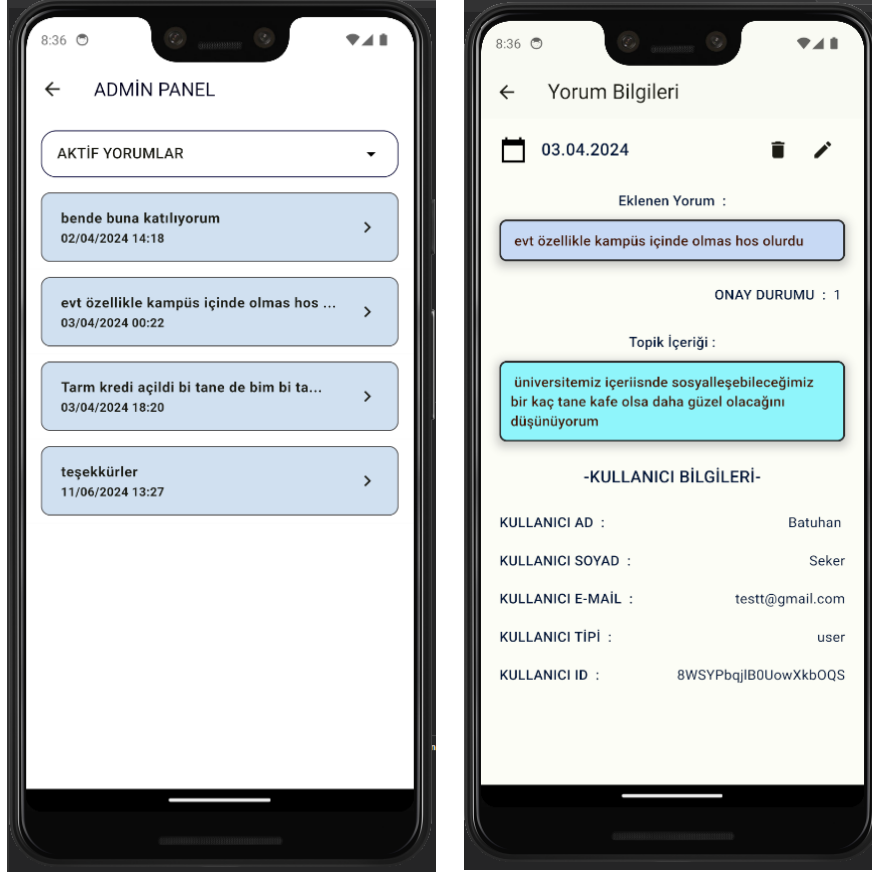 8:36
ADMİN PANEL
AKTİF YORUMLAR
bende buna katılıyorum
02/04/2024 14:18
evt özellikle kampüs içinde olmas hos ...
03/04/2024 00:22
Tarm kredi açildi bi tane de bim bi ta...
03/04/2024 18:20
teşekkürler
11/06/2024 13:27
8:36
Yorum Bilgileri
03.04.2024
Eklenen Yorum :
evt özellikle kampüs içinde olmas hos olurdu
ONAY DURUMU : 1
Topik İçeriği :
üniversitemiz içeriisnde sosyalleşebileceğimiz
bir kaç tane kafe olsa daha güzel olacağını
düşünüyorum
-KULLANICI BİLGİLERİ-
KULLANICI AD : Batuhan
KULLANICI SOYAD : Seker
KULLANICI E-MAİL : testt@gmail.com
KULLANICI TİPİ : user
KULLANICI ID : 8WSYPbqjlB0UowXkbOQS